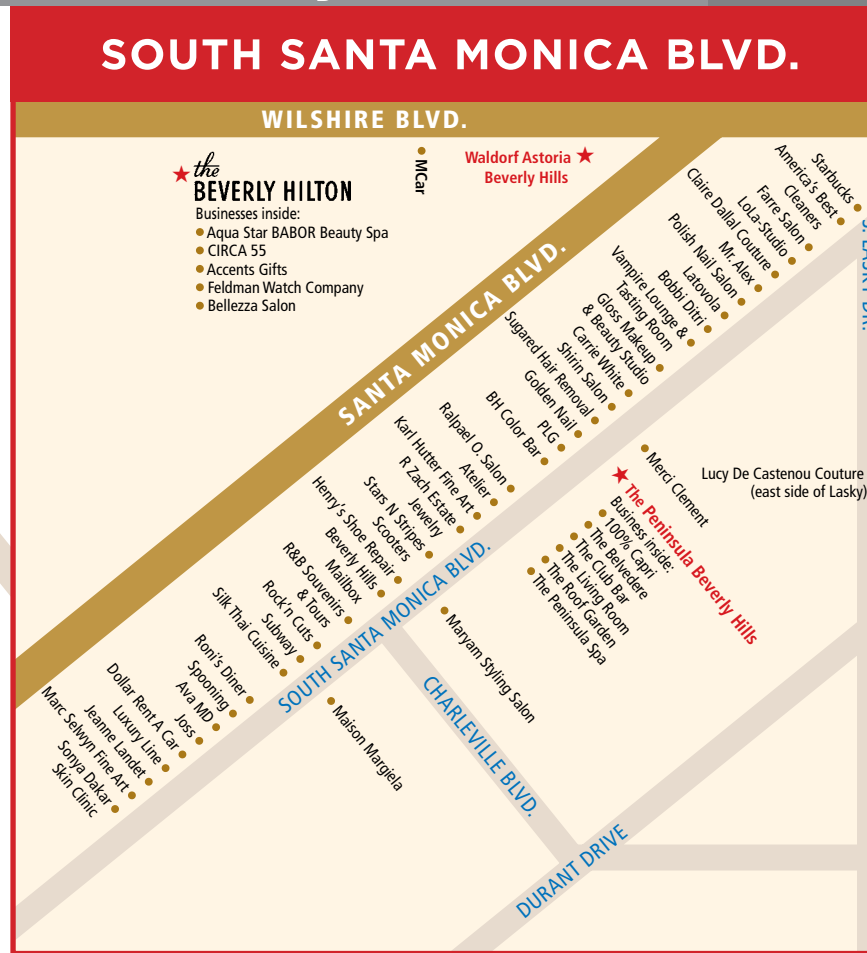 SOUTH SANTA MONICA BLVD.
WILSHIRE BLVD.
the
BEVERLY HILTON
Businesses inside:
Aqua Star BABOR Beauty Spa
CIRCA 55
Accents Gifts
Feldman Watch Company
Bellezza Salon
MCar
Waldorf Astoria
Beverly Hills
SANTA MONICA BLVD.
Starbucks
America's Best
Cleaners
Farre Salon
LoLa-Studio
Claire Dallal Couture
Mr. Alex
Polish Nail Salon
Latovola
Bobbi Ditri
Vampire Lounge &
Tasting Room
Gloss Makeup
& Beauty Studio
Carrie White
Shirin Salon
Sugared Hair Removal
Golden Nail
PLG
BH Color Bar
Ralpael O. Salon
Atelier
Karl Hutter Fine Art
R Zach Estate
Jewelry
Stars N Stripes
Scooters
Henry's Shoe Repair
Beverly Hills
Mailbox
R&B Souvenirs
& Tours
Rock'n Cuts
Subway
Silk Thai Cuisine
Roni's Diner
Spooning
Ava MD
Joss
Dollar Rent A Car
Luxury Line
Jeanne Landet
Marc Selwyn Fine Art
Sonya Dakar
Skin Clinic
SOUTH SANTA MONICA BLVD.
Merci Clement
Lucy De Castenou Couture
(east side of Lasky)
The Peninsula Beverly Hills
Business inside:
100% Capri
The Belvedere
The Club Bar
The Living Room
The Roof Garden
The Peninsula Spa
Maryam Styling Salon
Maison Margiela
CHARLEVILLE BLVD.
DURANT DRIVE